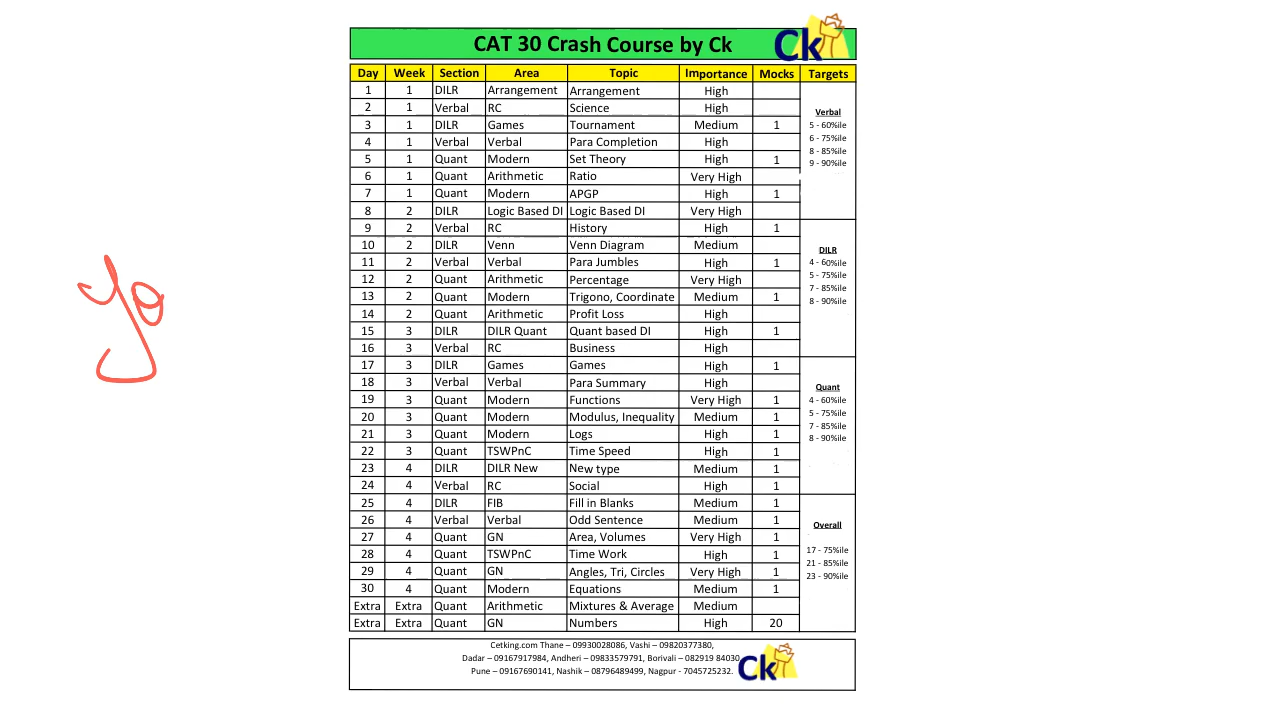 CAT 30 Crash Course by Ck
Ck
Day Week Section Area Topic Importance Mocks Targets
1 1 DILR Arrangement Arrangement High
2 1 Verbal RC Science High
3 1 DILR Games Tournament Medium 1
4 1 Verbal Verbal Para Completion High
5 1 Quant Modern Set Theory High 1
6 1 Quant Arithmetic Ratio Very High
7 1 Quant Modern APGP High 1
8 2 DILR Logic Based DI Logic Based DI Very High
9 2 Verbal RC History High 1
10 2 DILR Venn Venn Diagram Medium
11 2 Verbal Verbal Para Jumbles High 1
12 2 Quant Arithmetic Percentage Very High
13 2 Quant Modern Trigono, Coordinate Medium 1
14 2 Quant Arithmetic Profit Loss High
15 3 DILR DILR Quant Quant based DI High 1
16 3 Verbal RC Business High
17 3 DILR Games Games High 1
18 3 Verbal Verbal Para Summary High
19 3 Quant Modern Functions Very High 1
20 3 Quant Modern Modulus, Inequality Medium 1
21 3 Quant Modern Logs High 1
22 3 Quant TSWPnC Time Speed High 1
23 4 DILR DILR New New type Medium 1
24 4 Verbal RC Social High 1
25 4 DILR FIB Fill in Blanks Medium 1
26 4 Verbal Verbal Odd Sentence Medium 1
27 4 Quant GN Area, Volumes Very High 1
28 4 Quant TSWPnC Time Work High 1
29 4 Quant GN Angles, Tri, Circles Very High 1
30 4 Quant Modern Equations Medium 1
Extra Extra Quant Arithmetic Mixtures & Average Medium
Extra Extra Quant GN Numbers High 20
Verbal
5 - 60%ile
6 - 75%ile
8 - 85%ile
9 - 90%ile
DILR
4 - 60%ile
5 - 75%ile
7 - 85%ile
8 - 90%ile
Quant
4 - 60%ile
5 - 75%ile
7 - 85%ile
8 - 90%ile
Overall
17 - 75%ile
21 - 85%ile
23 - 90%ile
Cetking.com Thane – 09930028086, Vashi – 09820377380,
Dadar – 09167917984, Andheri – 09833579791, Borivali – 082919 84030
Pune – 09167690141, Nashik – 08796489499, Nagpur - 7045725232.
Ck